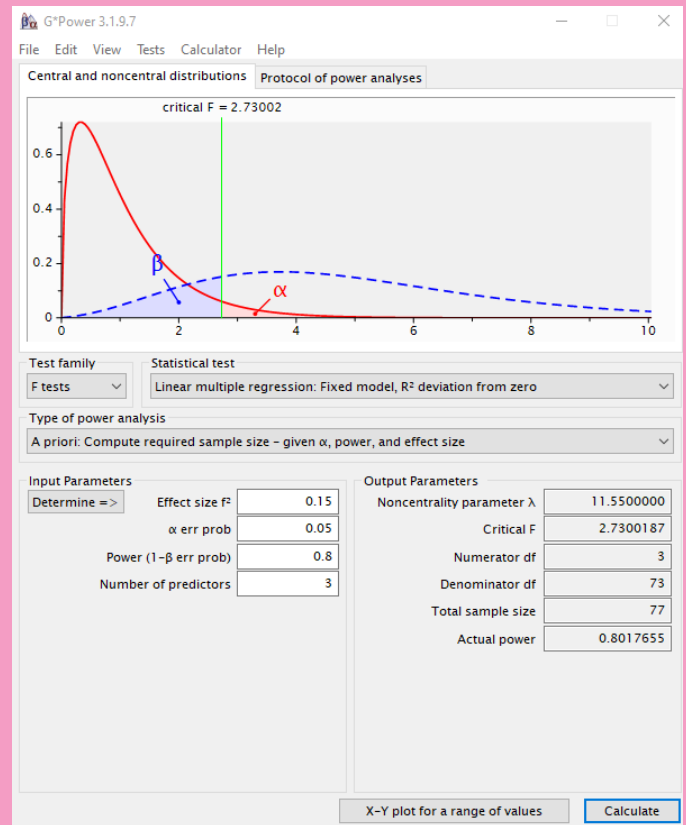 G*Power 3.1.9.7
File Edit View Tests Calculator Help
Central and noncentral distributions Protocol of power analyses
critical F = 2.73002
0.6
0.4
0.2
0
β
α
0 2 4 6 8 10
Test family Statistical test
F tests Linear multiple regression: Fixed model, R² deviation from zero
Type of power analysis
A priori: Compute required sample size – given α, power, and effect size
Input Parameters
Determine => Effect size f² 0.15
α err prob 0.05
Power (1-β err prob) 0.8
Number of predictors 3
Output Parameters
Noncentrality parameter λ 11.5500000
Critical F 2.7300187
Numerator df 3
Denominator df 73
Total sample size 77
Actual power 0.8017655
X-Y plot for a range of values Calculate